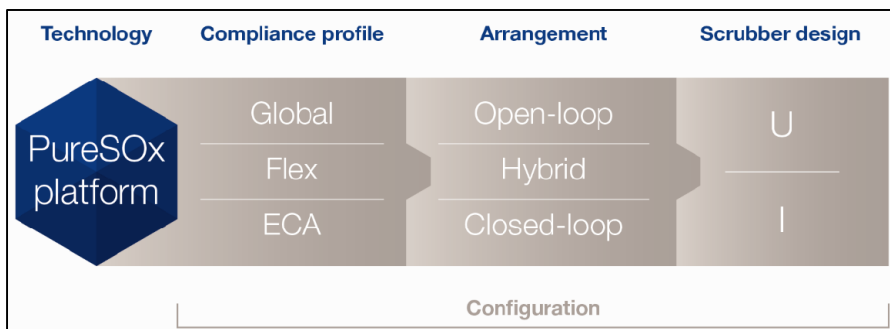 Technology
Compliance profile
Arrangement
Scrubber design
PureSOx
platform
Global
Flex
ECA
Open-loop
Hybrid
Closed-loop
U
I
Configuration